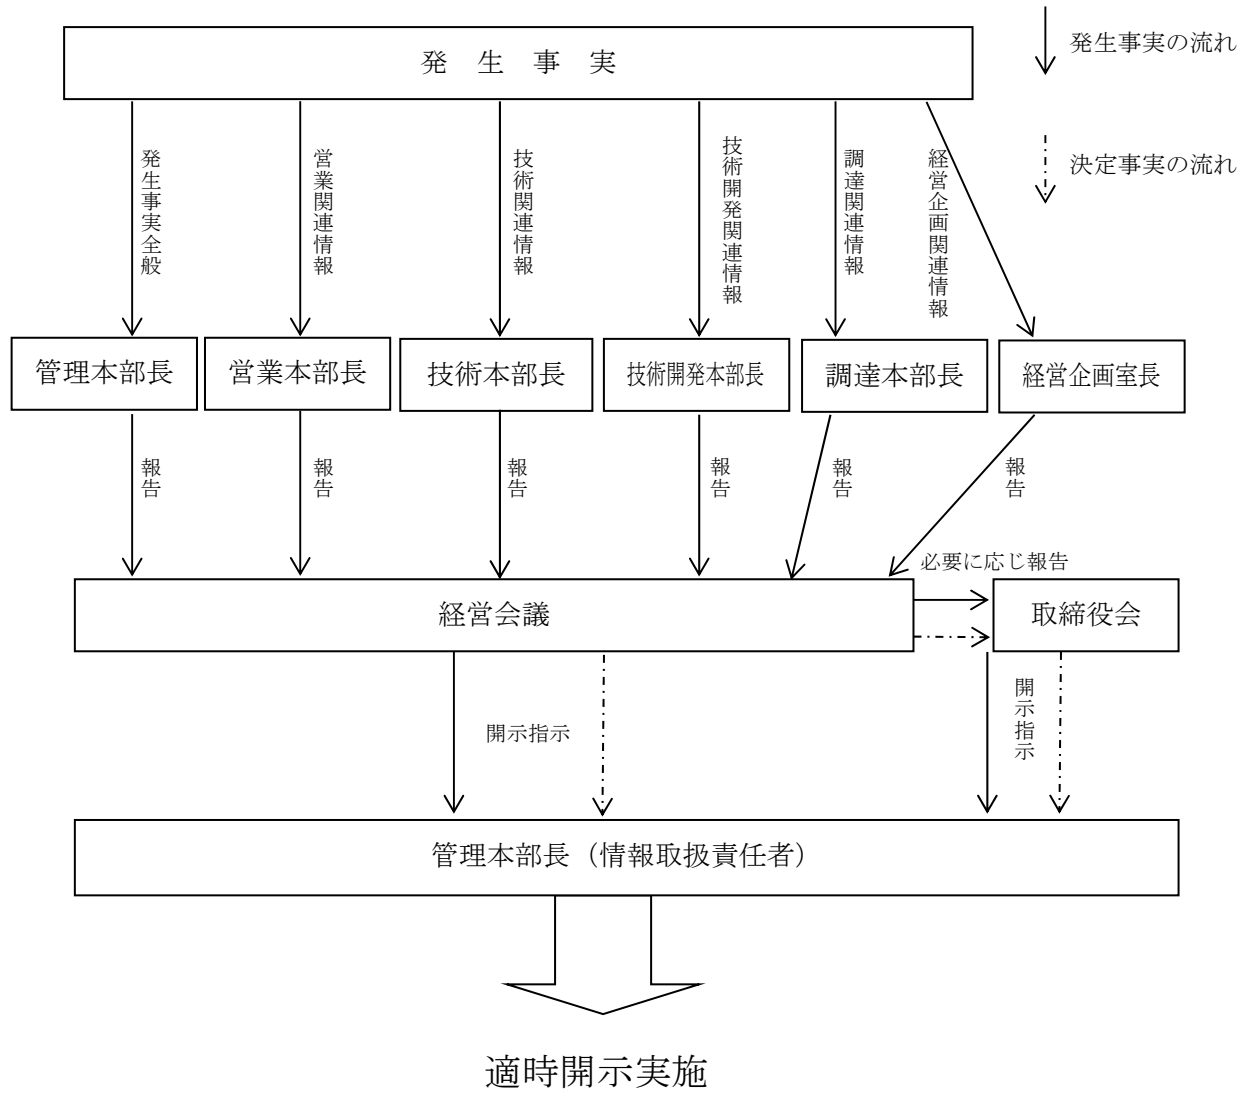 発生事実の流れ
発　生　事　実
決定事実の流れ
発生事実全般
営業関連情報
技術関連情報
技術開発関連情報
調達関連情報
経営企画関連情報
管理本部長
営業本部長
技術本部長
技術開発本部長
調達本部長
経営企画室長
報告
報告
報告
報告
報告
報告
必要に応じ報告
経営会議
取締役会
開示指示
開示指示
管理本部長（情報取扱責任者）
適時開示実施